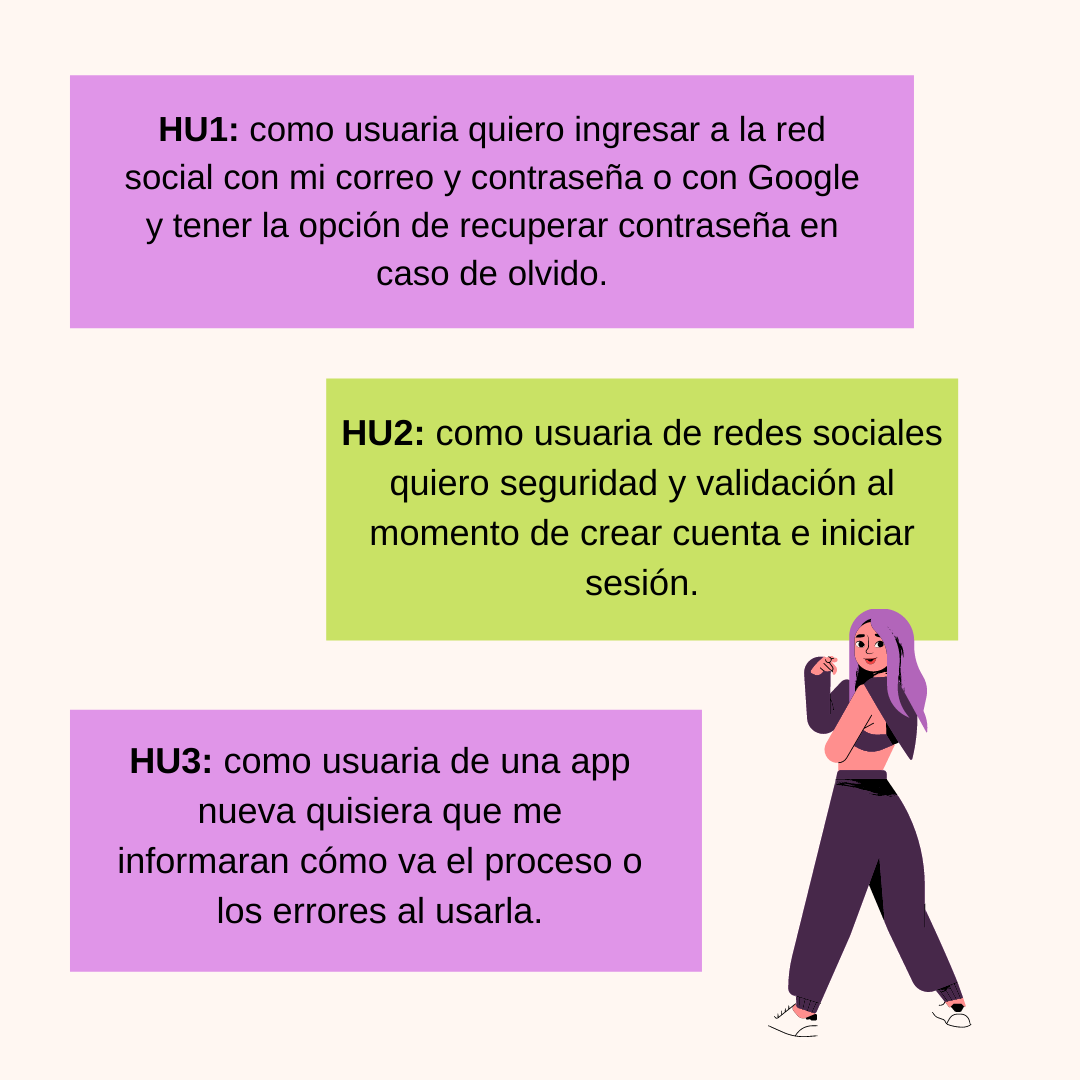 HU1: como usuaria quiero ingresar a la red
social con mi correo y contraseña o con Google
y tener la opción de recuperar contraseña en
caso de olvido.
HU2: como usuaria de redes sociales
quiero seguridad y validación al
momento de crear cuenta e iniciar
sesión.
HU3: como usuaria de una app
nueva quisiera que me
informaran cómo va el proceso o
los errores al usarla.